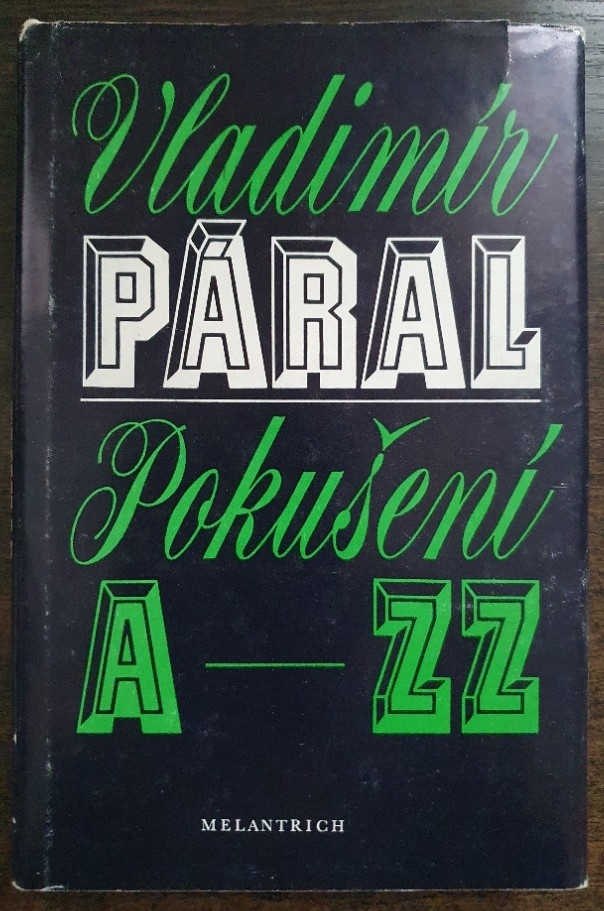 Vladimír
PÁRAL
Pokušení
A — ZZ
MELANTRICH